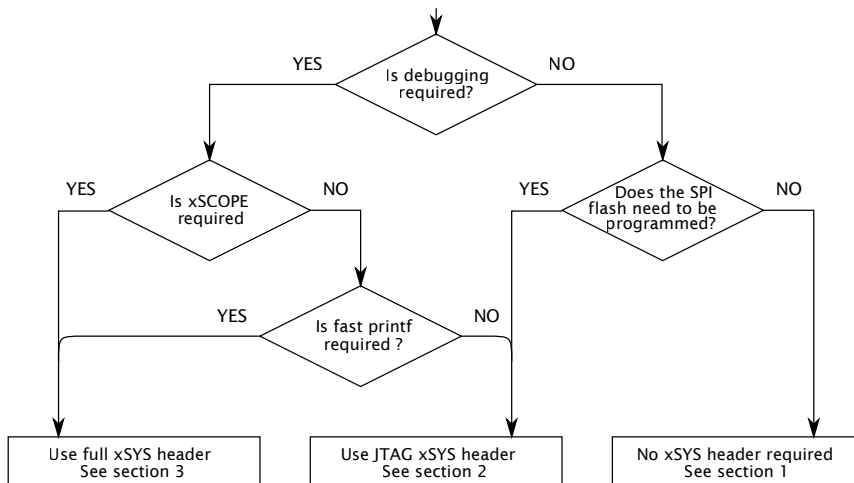 YES
Is debugging
required?
NO
YES
Is xSCOPE
required
NO
YES
Does the SPI
flash need to be
programmed?
NO
YES
Is fast printf
required ?
NO
Use full xSYS header
See section 3
Use JTAG xSYS header
See section 2
No xSYS header required
See section 1